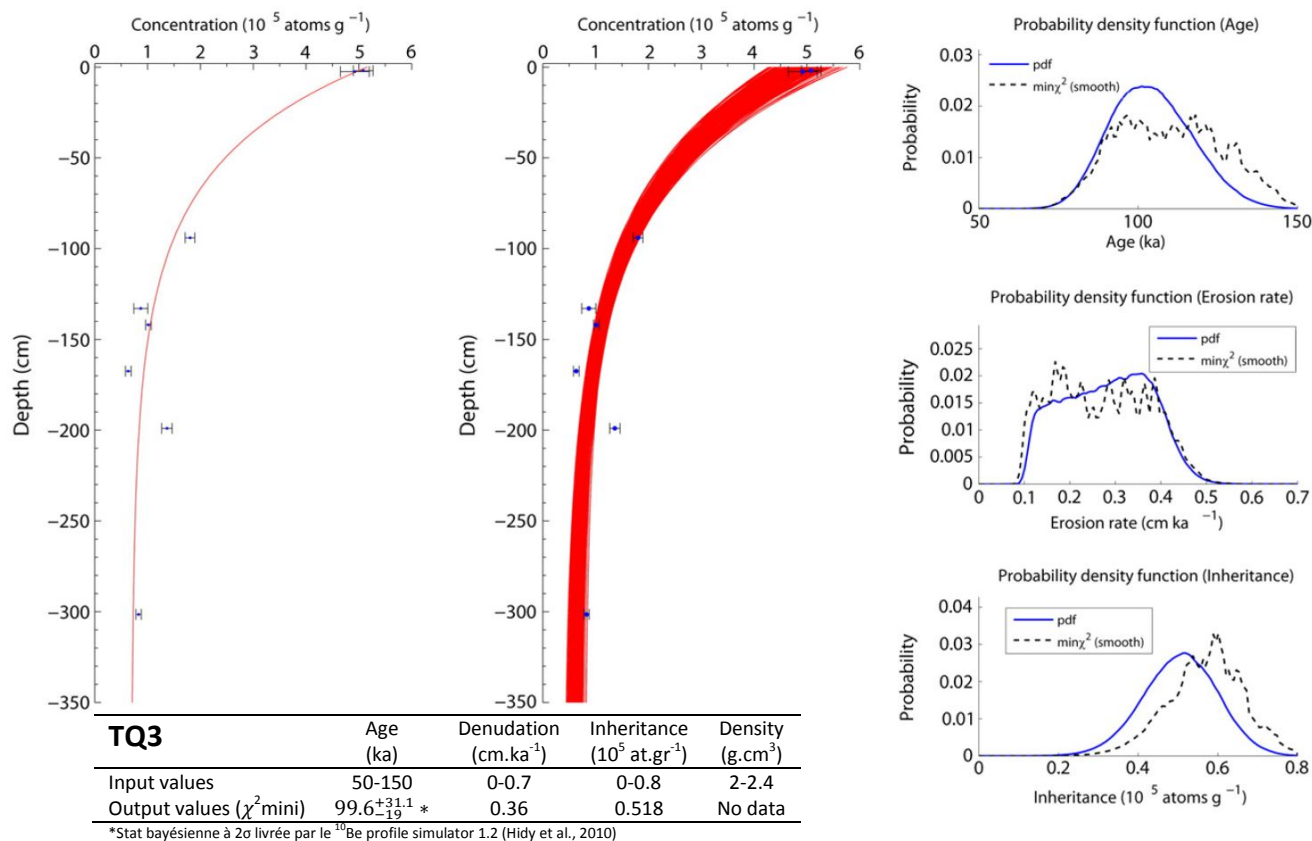 Concentration (10 ⁵ atoms g ⁻¹)
0 1 2 3 4 5 6
0
−50
−100
−150
−200
−250
−300
−350
Depth (cm)
Concentration (10 ⁵ atoms g ⁻¹)
0 1 2 3 4 5 6
0
−50
−100
−150
−200
−250
−300
−350
Depth (cm)
Probability density function (Age)
0.03
0.02
0.01
0
Probability
pdf
minχ² (smooth)
50 100 150
Age (ka)
Probability density function (Erosion rate)
0.025
0.02
0.015
0.01
0.005
0
Probability
pdf
minχ² (smooth)
0 0.1 0.2 0.3 0.4 0.5 0.6 0.7
Erosion rate (cm ka ⁻¹)
Probability density function (Inheritance)
0.04
0.03
0.02
0.01
0
Probability
pdf
minχ² (smooth)
0 0.2 0.4 0.6 0.8
Inheritance (10 ⁵ atoms g ⁻¹)
TQ3 Age Denudation Inheritance Density
(ka) (cm.ka⁻¹) (10⁵ at.gr⁻¹) (g.cm³)
Input values 50-150 0-0.7 0-0.8 2-2.4
Output values (χ²mini) 99.6⁺³¹·¹₋₁₉ * 0.36 0.518 No data
*Stat bayésienne à 2σ livrée par le ¹⁰Be profile simulator 1.2 (Hidy et al., 2010)